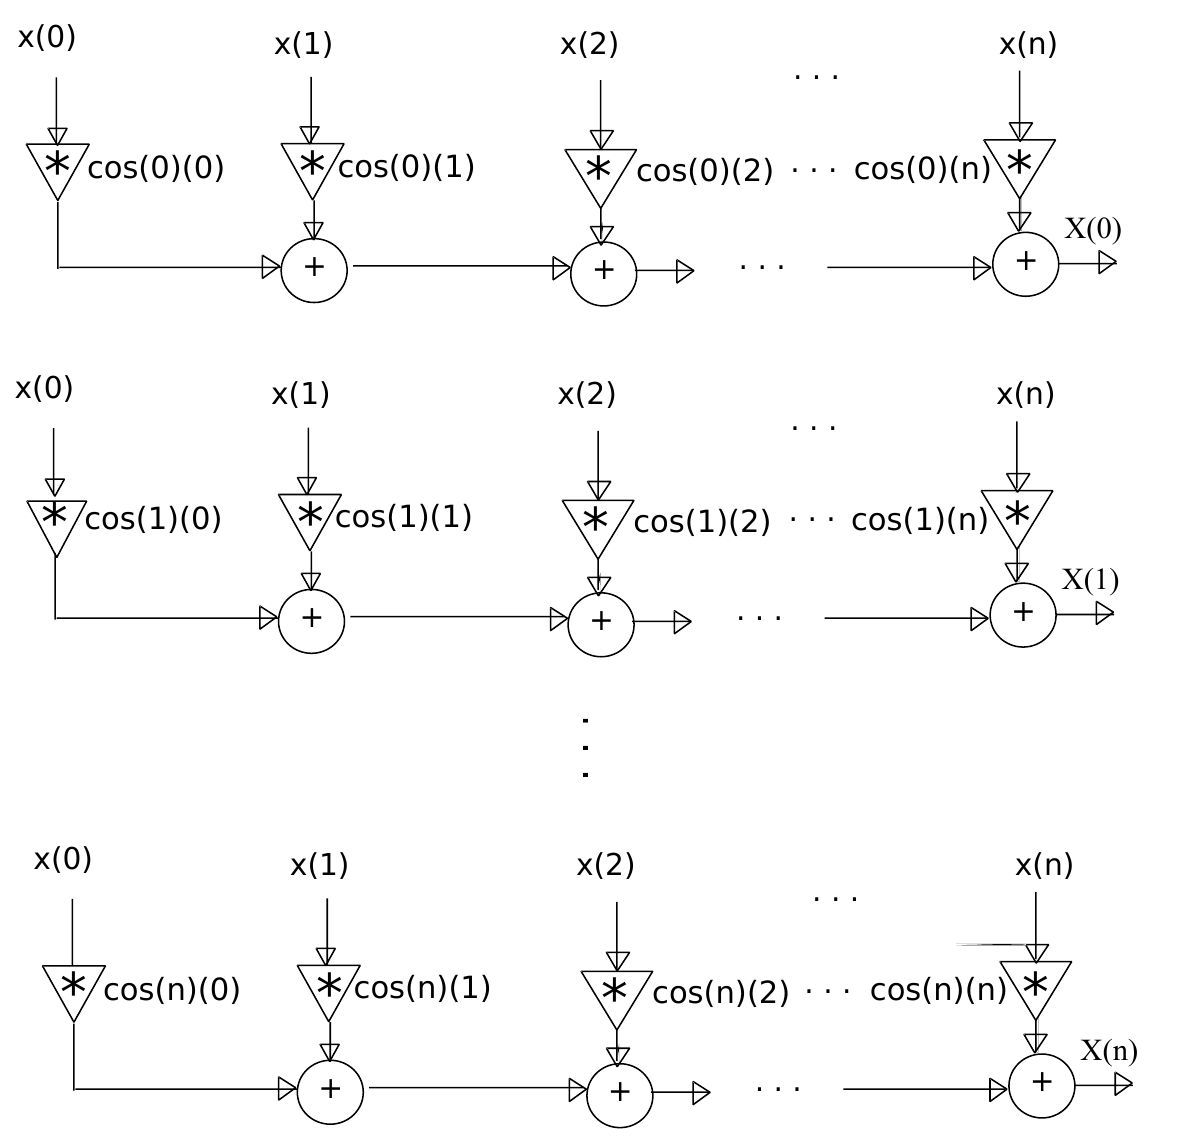 x(0) x(1) x(2) x(n)
. . .
* cos(0)(0) * cos(0)(1) * cos(0)(2) . . . cos(0)(n) *
X(0)
+ + . . . +
x(0) x(1) x(2) x(n)
. . .
* cos(1)(0) * cos(1)(1) * cos(1)(2) . . . cos(1)(n) *
X(1)
+ + . . . +
.
.
.
x(0) x(1) x(2) x(n)
. . .
* cos(n)(0) * cos(n)(1) * cos(n)(2) . . . cos(n)(n) *
X(n)
+ + . . . +